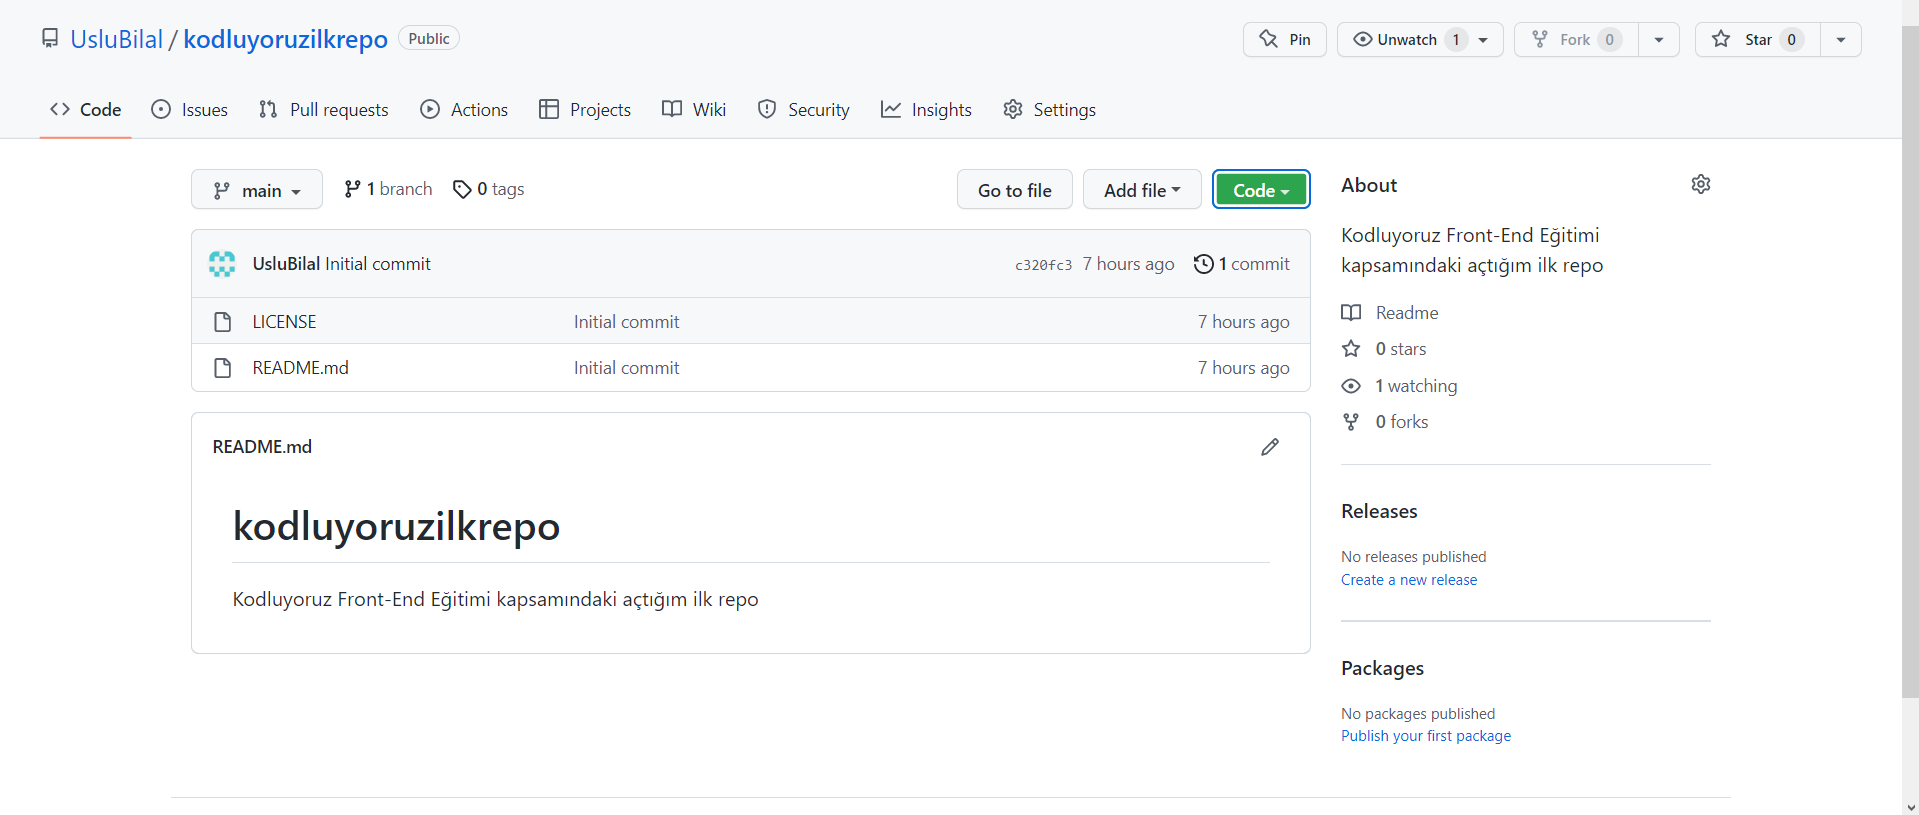 UsluBilal / kodluyoruzilkrepo Public
Pin Unwatch 1 Fork 0 Star 0
Code Issues Pull requests Actions Projects Wiki Security Insights Settings
main 1 branch 0 tags Go to file Add file Code
UsluBilal Initial commit c320fc3 7 hours ago 1 commit
LICENSE Initial commit 7 hours ago
README.md Initial commit 7 hours ago
README.md
kodluyoruzilkrepo
Kodluyoruz Front-End Eğitimi kapsamındaki açtığım ilk repo
About
Kodluyoruz Front-End Eğitimi
kapsamındaki açtığım ilk repo
Readme
0 stars
1 watching
0 forks
Releases
No releases published
Create a new release
Packages
No packages published
Publish your first package